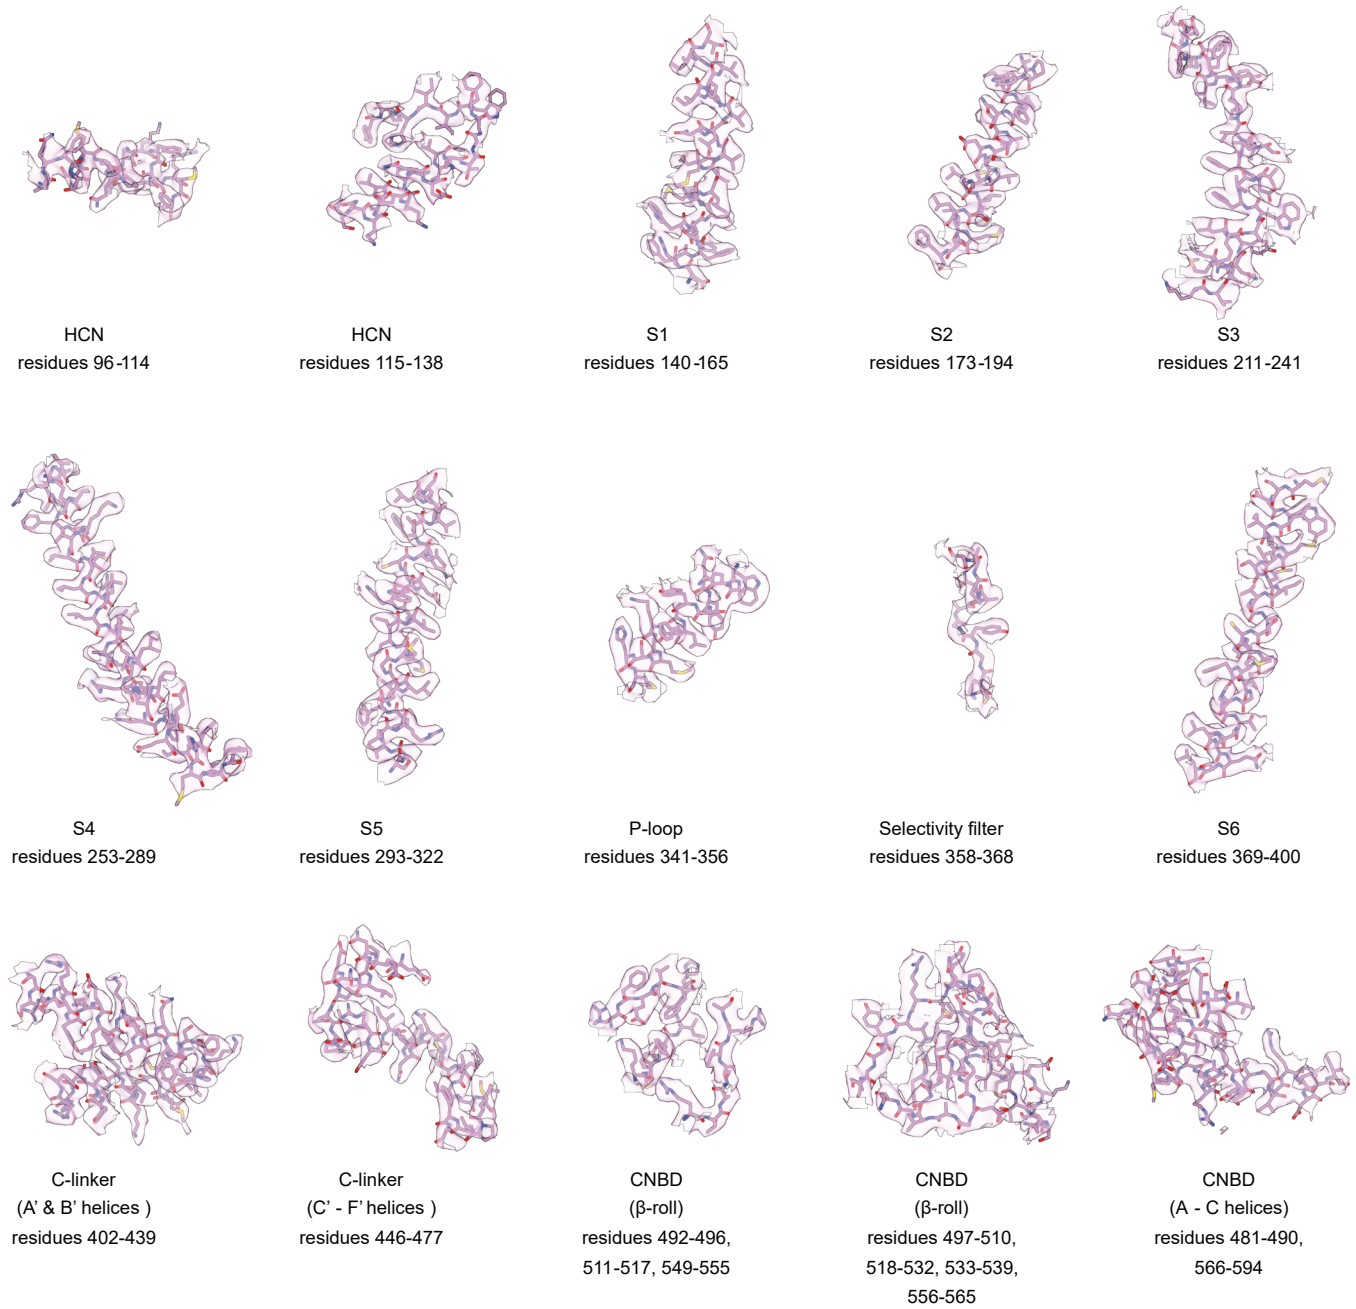 HCN
residues 96-114
HCN
residues 115-138
S1
residues 140-165
S2
residues 173-194
S3
residues 211-241
S4
residues 253-289
S5
residues 293-322
P-loop
residues 341-356
Selectivity filter
residues 358-368
S6
residues 369-400
C-linker
(A' & B' helices )
residues 402-439
C-linker
(C' - F' helices )
residues 446-477
CNBD
(β-roll)
residues 492-496,
511-517, 549-555
CNBD
(β-roll)
residues 497-510,
518-532, 533-539,
556-565
CNBD
(A - C helices)
residues 481-490,
566-594